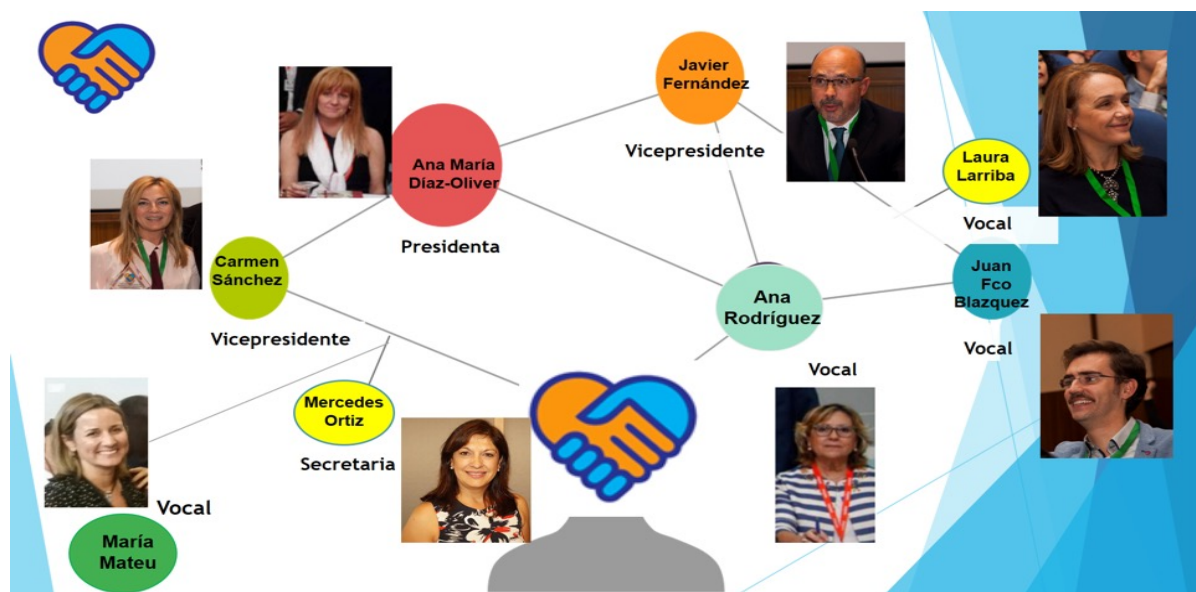 Javier
Fernández
Vicepresidente
Ana María
Díaz-Oliver
Presidenta
Laura
Larriba
Vocal
Carmen
Sánchez
Vicepresidente
Ana
Rodríguez
Vocal
Juan
Fco
Blazquez
Vocal
Mercedes
Ortiz
Secretaria
Vocal
María
Mateu